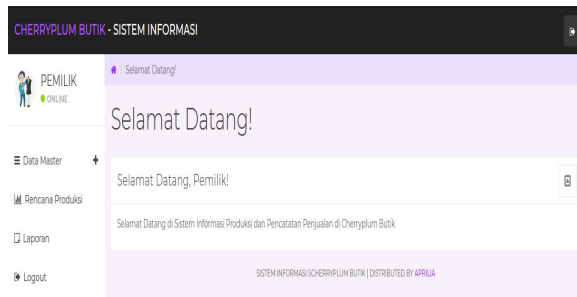 CHERRYPLUM BUTIK - SISTEM INFORMASI
PEMILIK
ONLINE
Data Master
Rencana Produksi
Laporan
Logout
Selamat Datang!
Selamat Datang!
Selamat Datang, Pemilik!
Selamat Datang di Sistem Informasi Produksi dan Pencatatan Penjualan di Cherryplum Butik
SISTEM INFORMASI SCHERRYPLUM BUTIK | DISTRIBUTED BY APRILIA